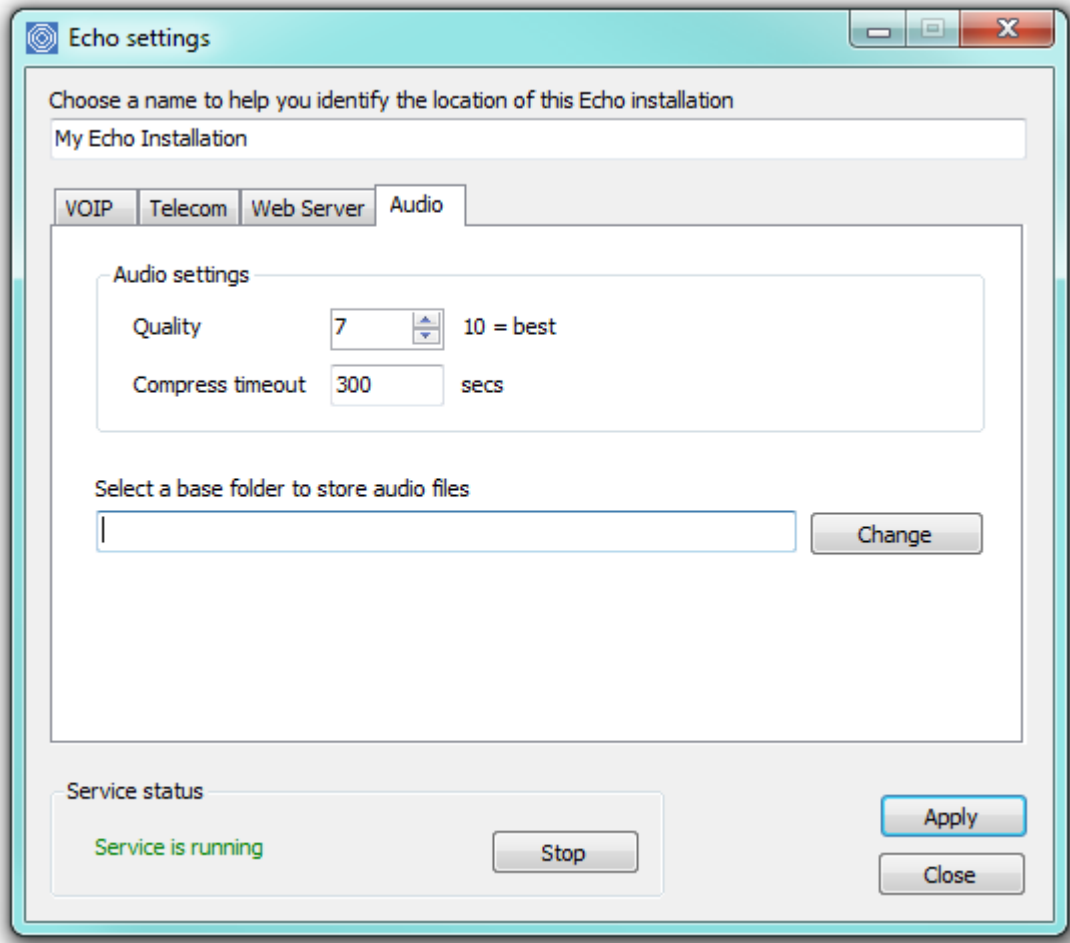 Echo settings
Choose a name to help you identify the location of this Echo installation
My Echo Installation
VOIP Telecom Web Server Audio
Audio settings
Quality 7 10 = best
Compress timeout 300 secs
Select a base folder to store audio files
Change
Service status
Service is running Stop
Apply
Close